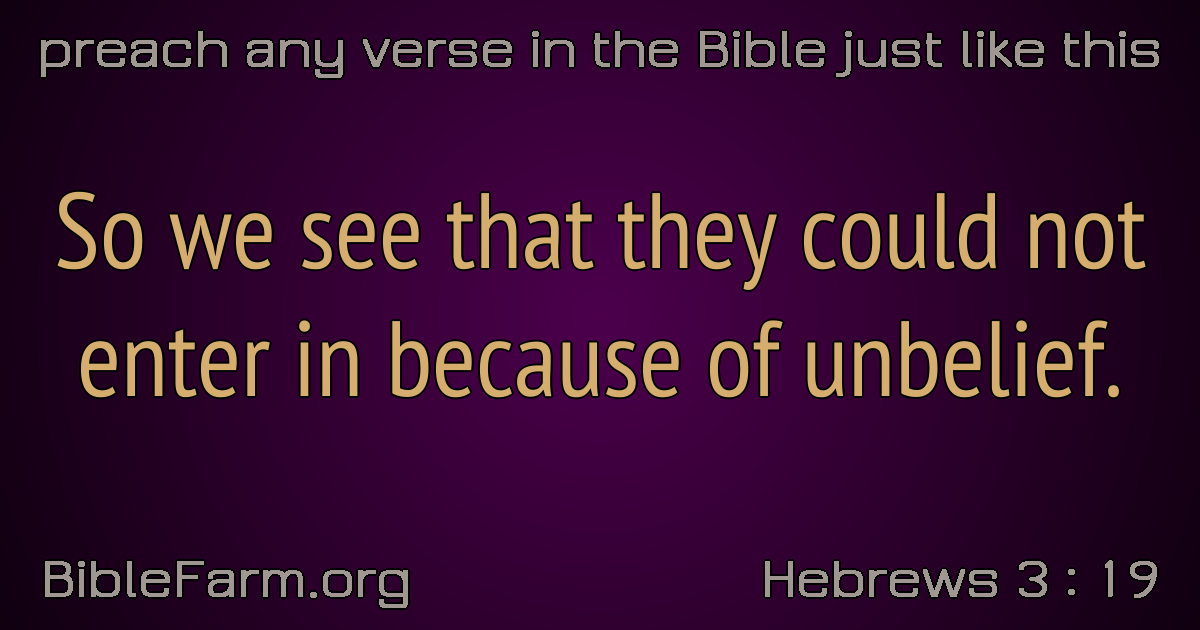 preach any verse in the Bible just like this
So we see that they could not
enter in because of unbelief.
BibleFarm.org
Hebrews 3 : 19